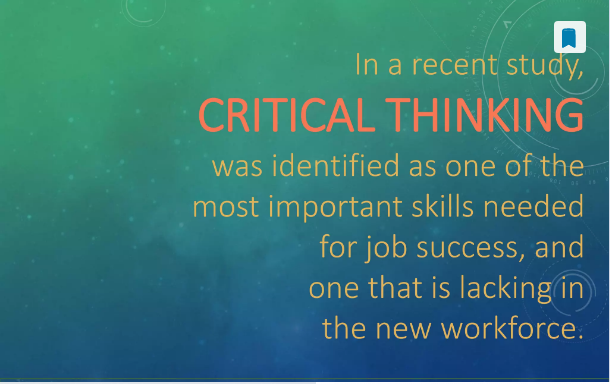 In a recent study,
CRITICAL THINKING
was identified as one of the
most important skills needed
for job success, and
one that is lacking in
the new workforce.